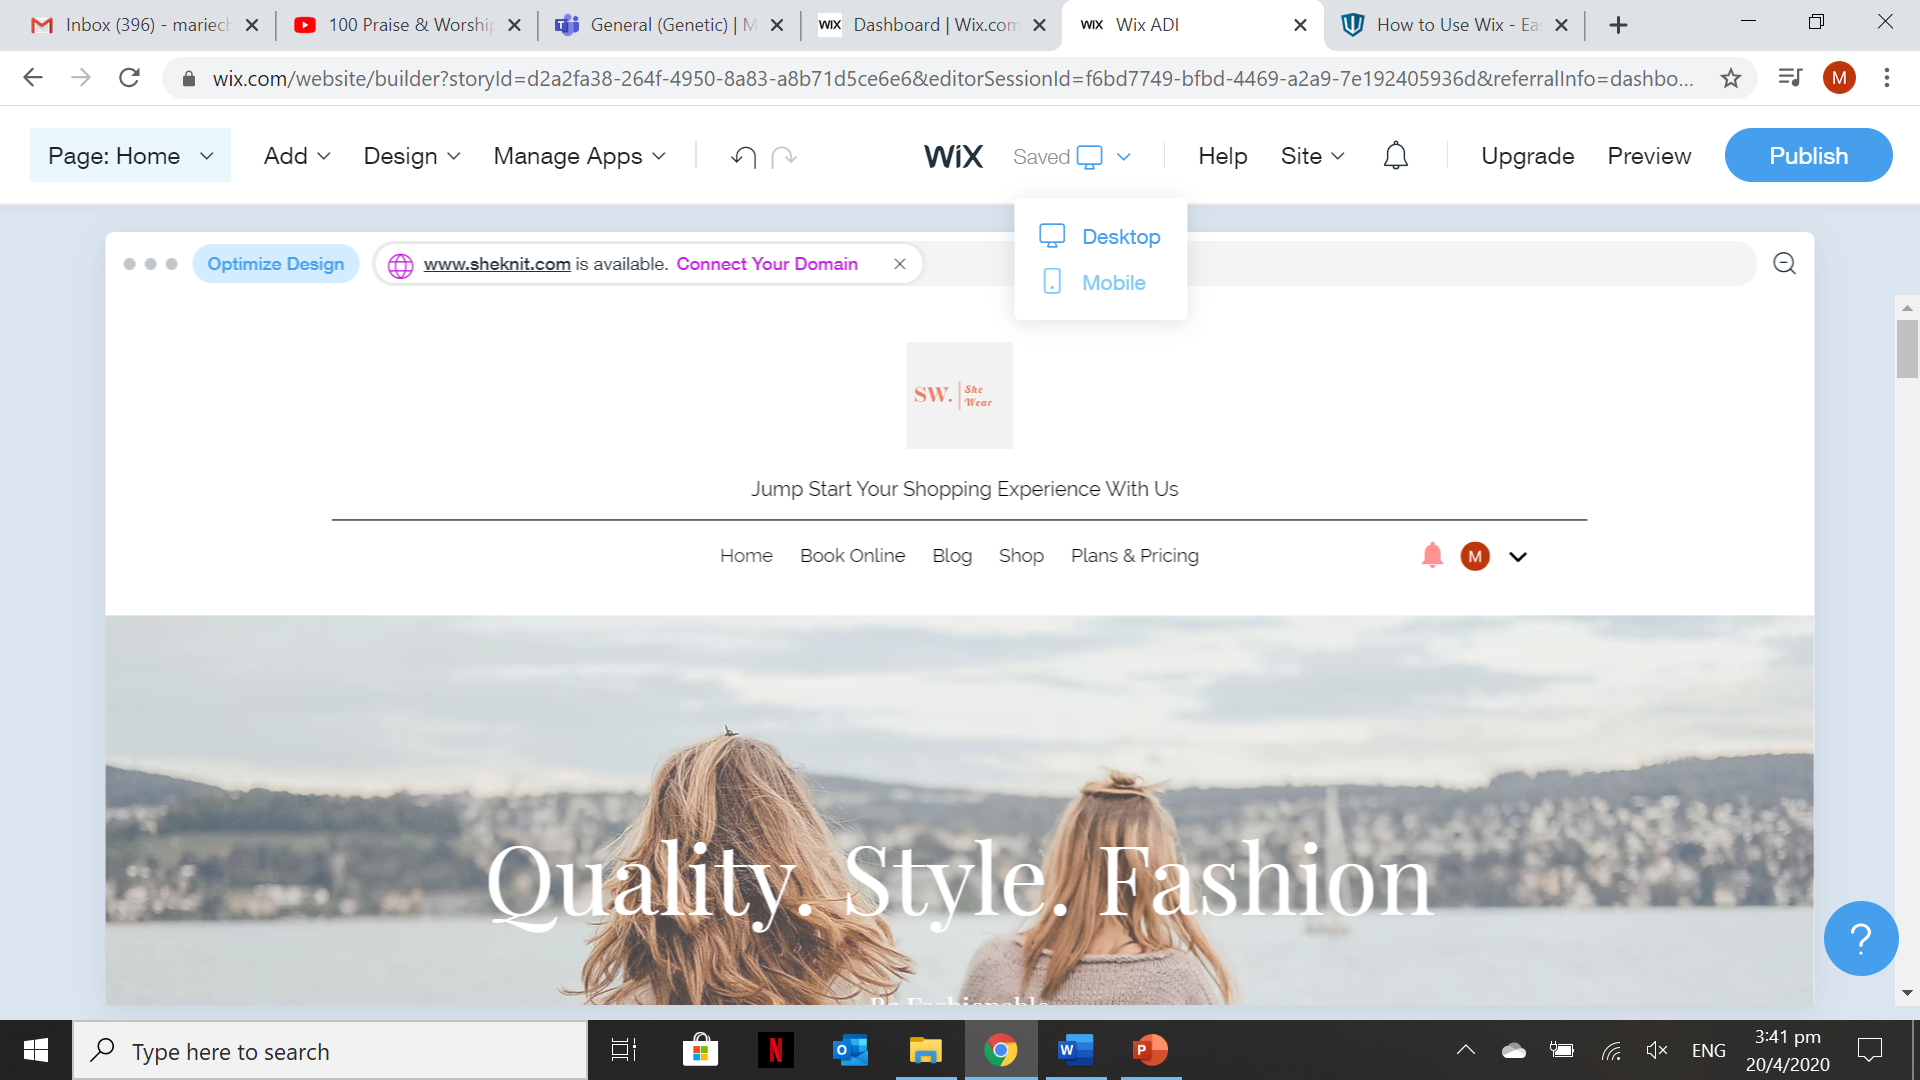 Inbox (396) - mariech
100 Praise & Worship
General (Genetic) | M
WIX Dashboard | Wix.com
WIX Wix ADI
How to Use Wix - Ea
wix.com/website/builder?storyId=d2a2fa38-264f-4950-8a83-a8b71d5ce6e6&editorSessionId=f6bd7749-bfbd-4469-a2a9-7e192405936d&referralInfo=dashbo...
M
Page: Home
Add
Design
Manage Apps
WiX
Saved
Help
Site
Upgrade
Preview
Publish
Desktop
Mobile
Optimize Design
www.sheknit.com is available. Connect Your Domain
SW. She
Wear
Jump Start Your Shopping Experience With Us
Home Book Online Blog Shop Plans & Pricing
M
Quality. Style. Fashion
Be Fashionable
?
Type here to search
N
O
W
P
ENG
3:41 pm
20/4/2020